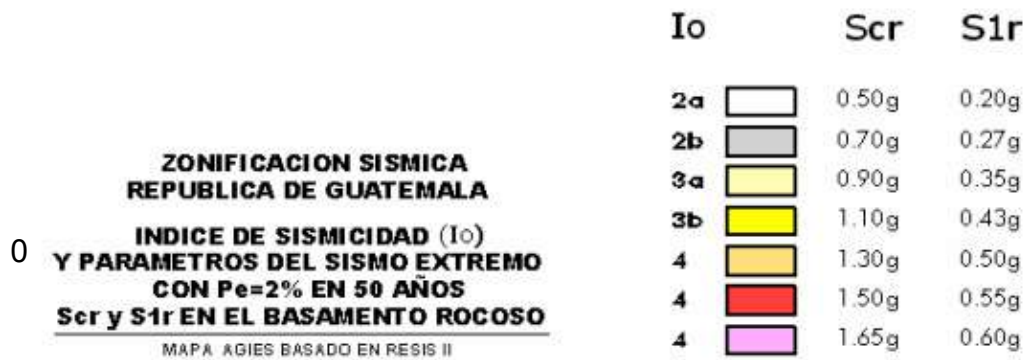 Io Scr S1r
2a 0.50g 0.20g
2b 0.70g 0.27g
3a 0.90g 0.35g
3b 1.10g 0.43g
4 1.30g 0.50g
4 1.50g 0.55g
4 1.65g 0.60g
ZONIFICACION SISMICA
REPUBLICA DE GUATEMALA
INDICE DE SISMICIDAD (Io)
0
Y PARAMETROS DEL SISMO EXTREMO
CON Pe=2% EN 50 AÑOS
Scr y S1r EN EL BASAMENTO ROCOSO
MAPA AGIES BASADO EN RESIS II